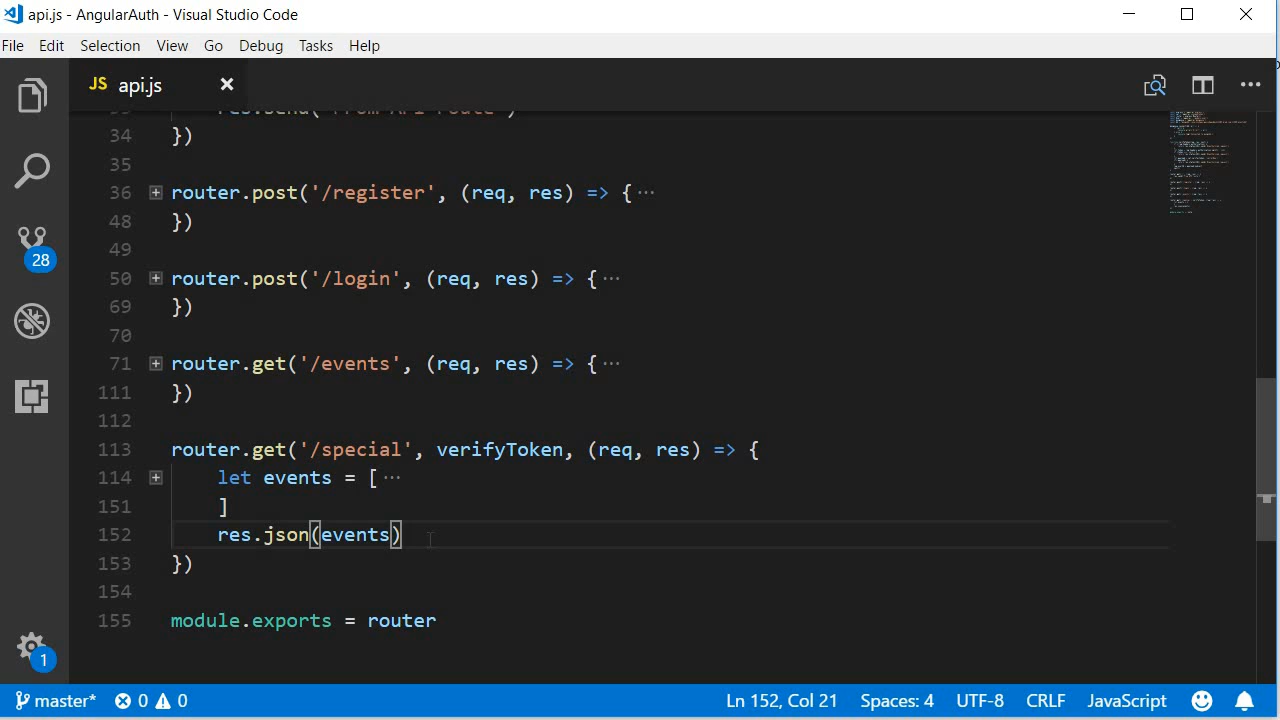 api.js - AngularAuth - Visual Studio Code
File Edit Selection View Go Debug Tasks Help
JS api.js
34 })
35
36 router.post('/register', (req, res) => {···
48 })
49
50 router.post('/login', (req, res) => {···
69 })
70
71 router.get('/events', (req, res) => {···
111 })
112
113 router.get('/special', verifyToken, (req, res) => {
114 let events = [···
151 ]
152 res.json(events)
153 })
154
155 module.exports = router
28
1
master* 0 0 Ln 152, Col 21 Spaces: 4 UTF-8 CRLF JavaScript